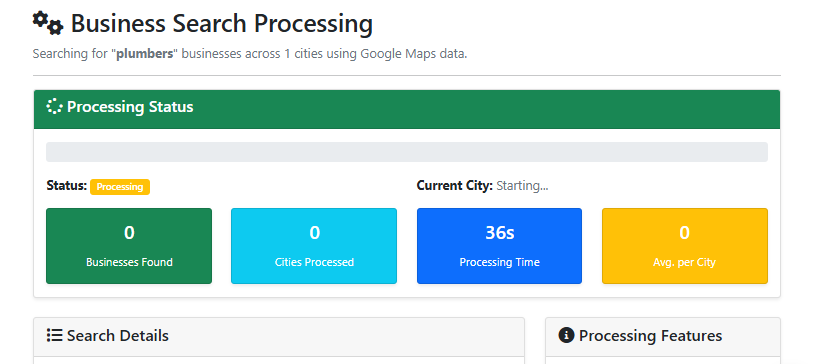 Business Search Processing
Searching for "plumbers" businesses across 1 cities using Google Maps data.
Processing Status
Status: Processing
Current City: Starting...
0
Businesses Found
0
Cities Processed
36s
Processing Time
0
Avg. per City
Search Details
Processing Features